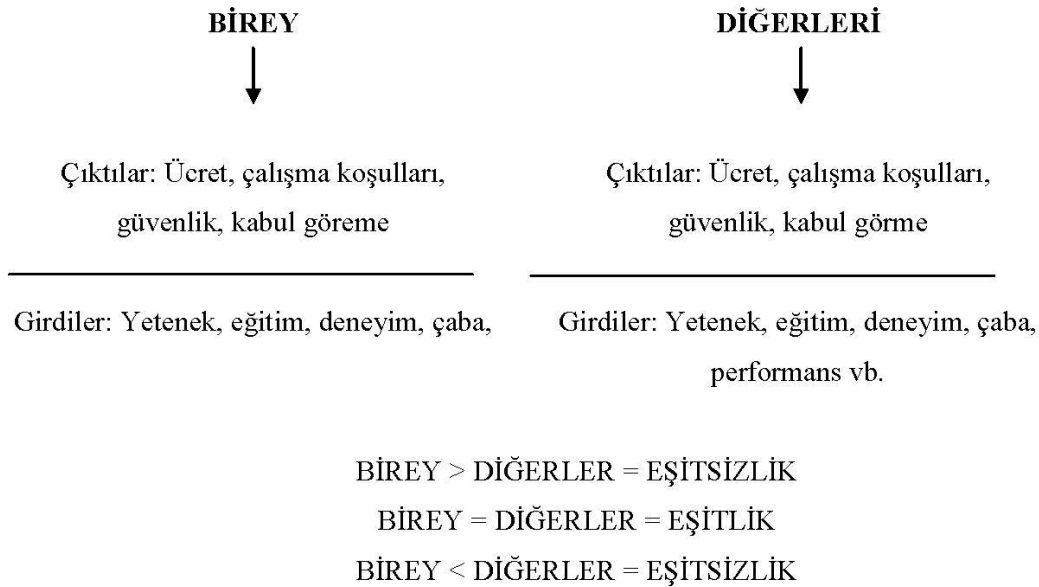 BİREY
Çıktılar: Ücret, çalışma koşulları,
güvenlik, kabul göreme
Girdiler: Yetenek, eğitim, deneyim, çaba,
DİĞERLERİ
Çıktılar: Ücret, çalışma koşulları,
güvenlik, kabul görme
Girdiler: Yetenek, eğitim, deneyim, çaba,
performans vb.
BİREY > DİĞERLER = EŞİTSİZLİK
BİREY = DİĞERLER = EŞİTLİK
BİREY < DİĞERLER = EŞİTSİZLİK